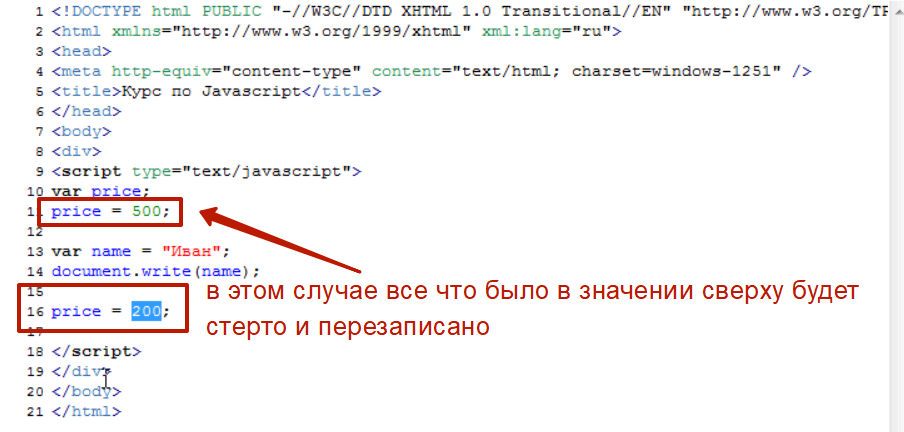 1 <!DOCTYPE html PUBLIC "-//W3C//DTD XHTML 1.0 Transitional//EN" "http://www.w3.org/TR
2 <html xmlns="http://www.w3.org/1999/xhtml" xml:lang="ru">
3 <head>
4 <meta http-equiv="content-type" content="text/html; charset=windows-1251" />
5 <title>Курс по Javascript</title>
6 </head>
7 <body>
8 <div>
9 <script type="text/javascript">
10 var price;
11 price = 500;
12
13 var name = "Иван";
14 document.write(name);
15
16 price = 200;
17
18 </script>
19 </div>
20 </body>
21 </html>
в этом случае все что было в значении сверху будет
стерто и перезаписано